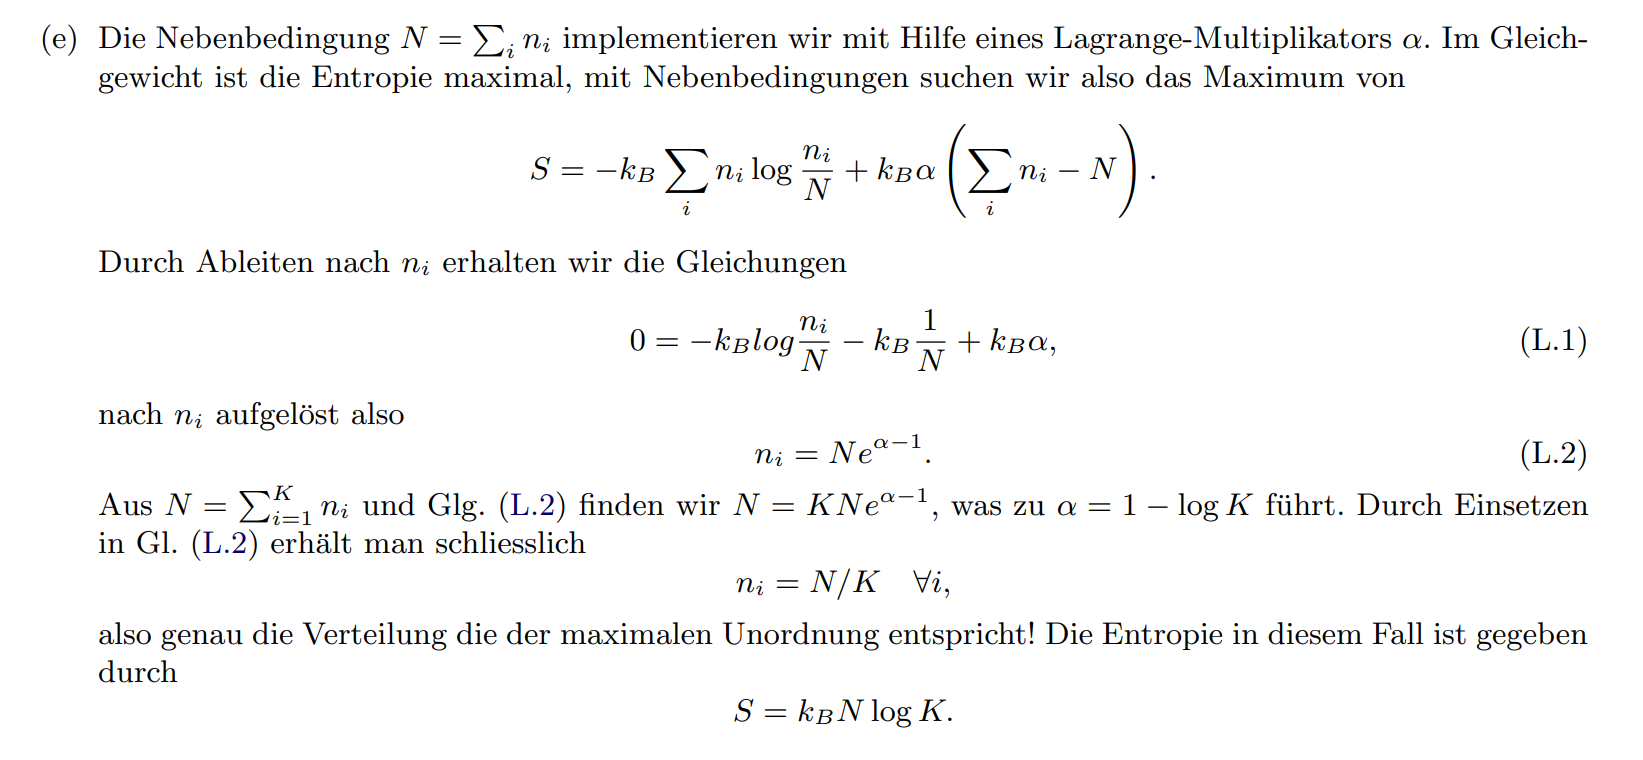 (e) Die Nebenbedingung $N = \sum_i n_i$ implementieren wir mit Hilfe eines Lagrange-Multiplikators $\alpha$. Im Gleich-
gewicht ist die Entropie maximal, mit Nebenbedingungen suchen wir also das Maximum von
$S = -k_B \sum_i n_i \log \frac{n_i}{N} + k_B \alpha \left( \sum_i n_i - N \right).$
Durch Ableiten nach $n_i$ erhalten wir die Gleichungen
$0 = -k_B log \frac{n_i}{N} - k_B \frac{1}{N} + k_B \alpha,$ (L.1)
nach $n_i$ aufgelöst also
$n_i = N e^{\alpha - 1}.$ (L.2)
Aus $N = \sum_{i=1}^{K} n_i$ und Glg. (L.2) finden wir $N = K N e^{\alpha - 1}$, was zu $\alpha = 1 - \log K$ führt. Durch Einsetzen
in Gl. (L.2) erhält man schliesslich
$n_i = N/K \quad \forall i,$
also genau die Verteilung die der maximalen Unordnung entspricht! Die Entropie in diesem Fall ist gegeben
durch
$S = k_B N \log K.$